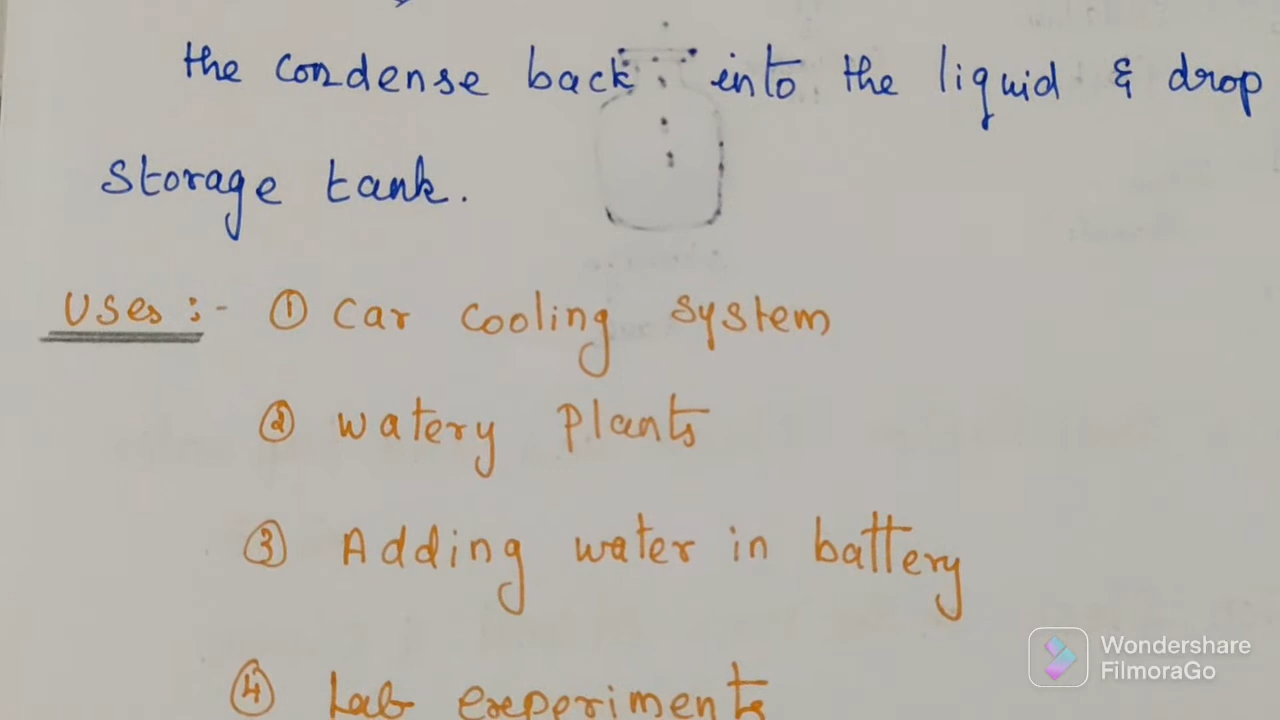 the condense back into the liquid & drop
storage tank.
Uses :- ① Car cooling system
② watery plants
③ Adding water in battery
④ Lab experiments
Wondershare
FilmoraGo